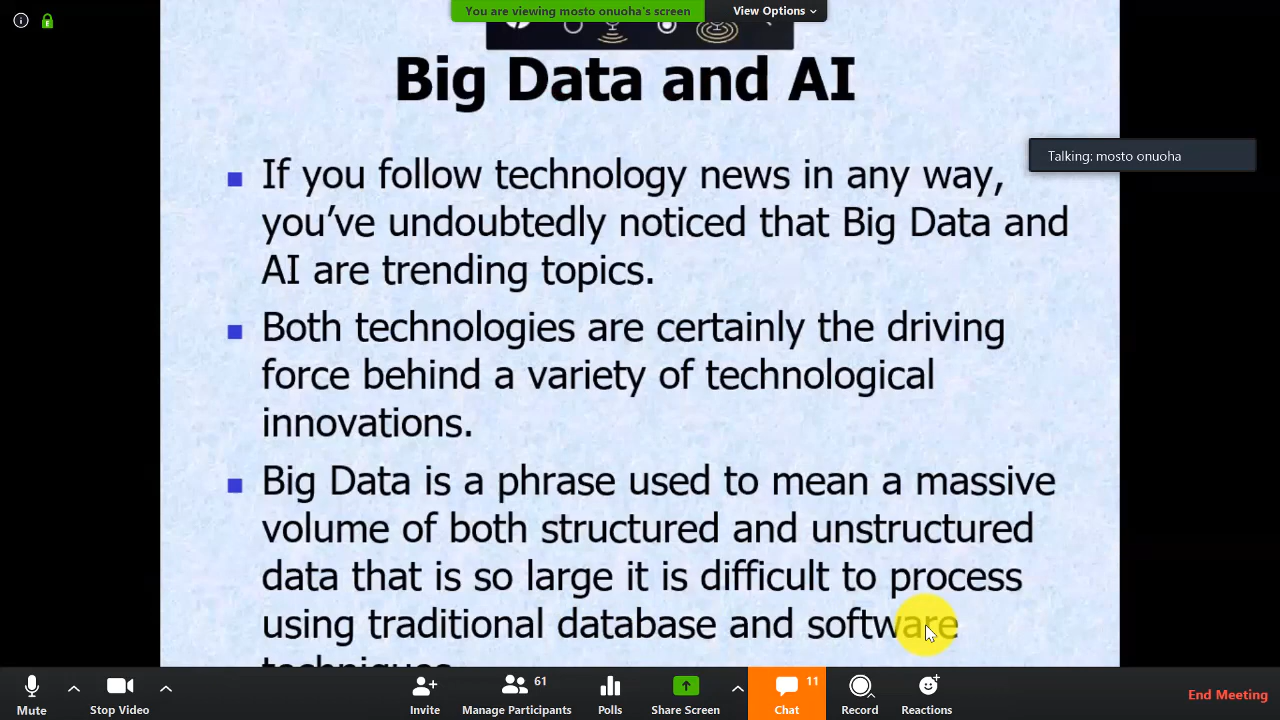 You are viewing mosto onuoha's screen
View Options
Big Data and AI
Talking: mosto onuoha
If you follow technology news in any way,
you've undoubtedly noticed that Big Data and
AI are trending topics.
Both technologies are certainly the driving
force behind a variety of technological
innovations.
Big Data is a phrase used to mean a massive
volume of both structured and unstructured
data that is so large it is difficult to process
using traditional database and software
techniques.
Mute
Stop Video
Invite
61
Manage Participants
Polls
Share Screen
11
Chat
Record
Reactions
End Meeting